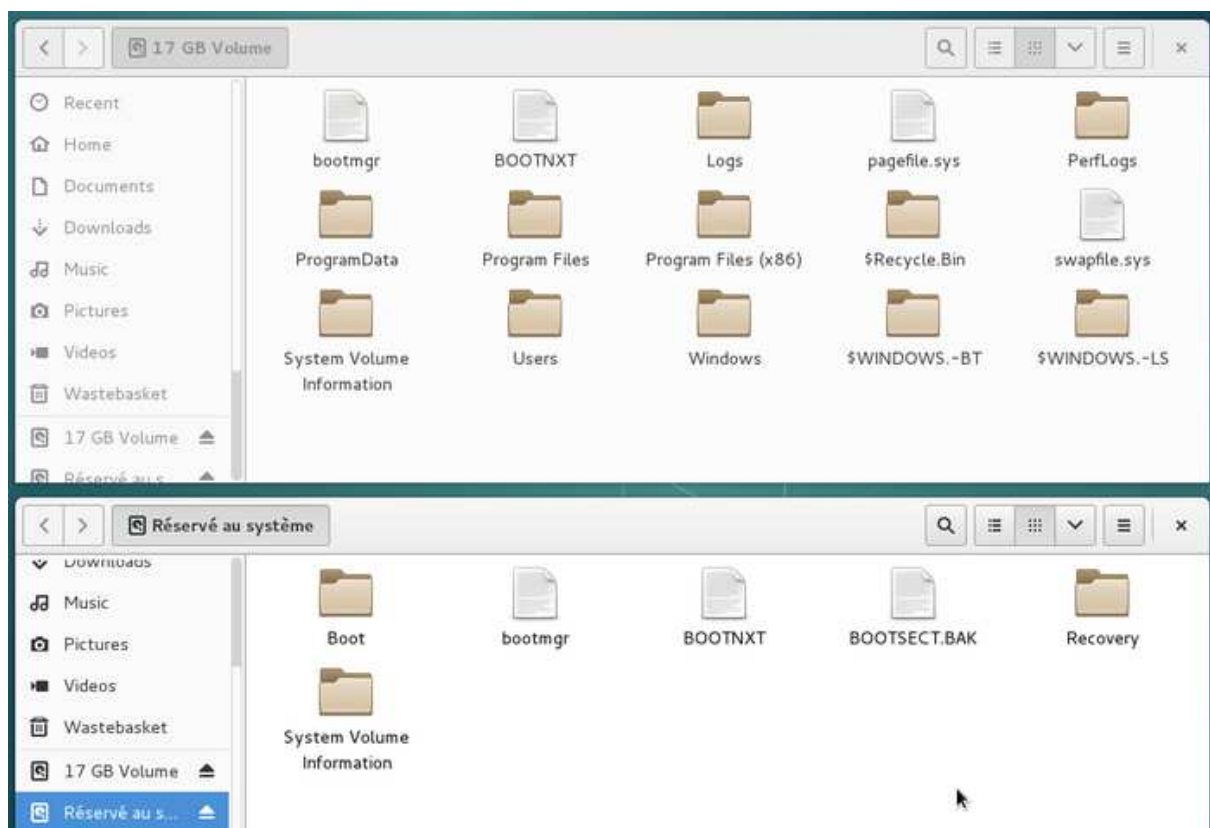 17 GB Volume
Recent
Home
Documents
Downloads
Music
Pictures
Videos
Wastebasket
17 GB Volume
Réservé au s...
bootmgr BOOTNXT Logs pagefile.sys PerfLogs
ProgramData Program Files Program Files (x86) $Recycle.Bin swapfile.sys
System Volume Users Windows $WINDOWS.~BT $WINDOWS.~LS
Information
Réservé au système
Downloads
Music
Pictures
Videos
Wastebasket
17 GB Volume
Réservé au s...
Boot bootmgr BOOTNXT BOOTSECT.BAK Recovery
System Volume
Information